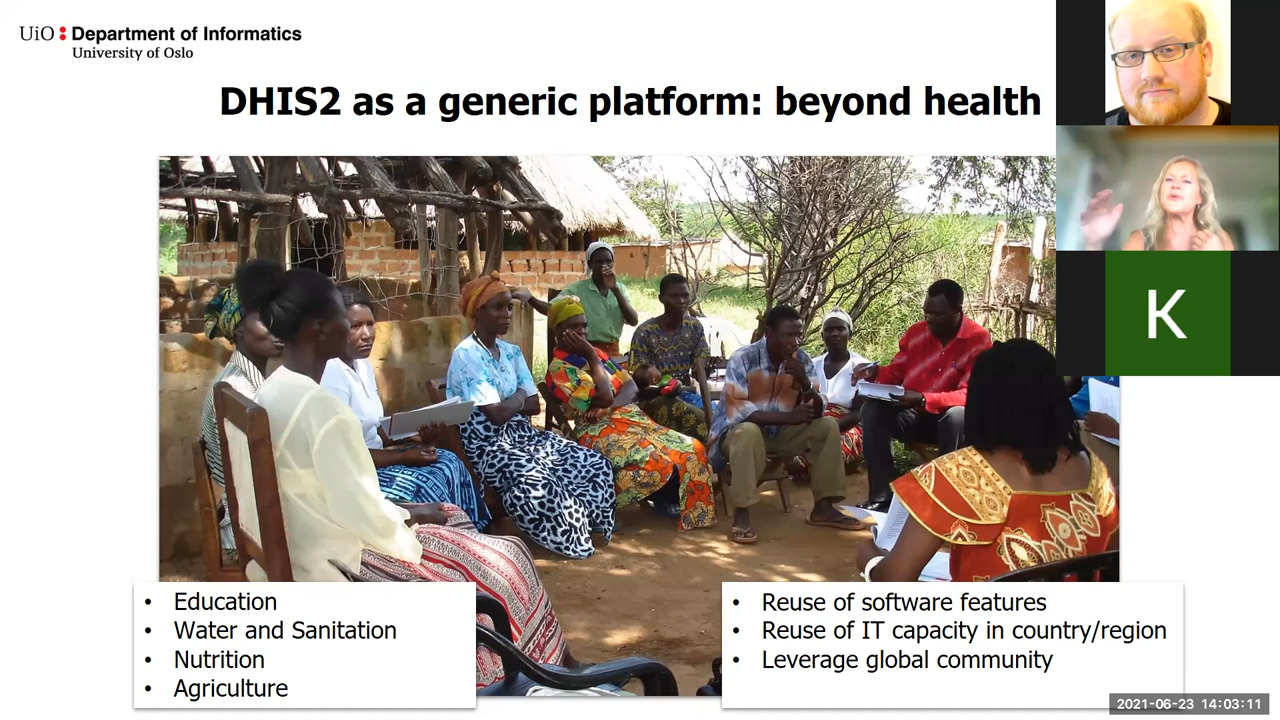 UiO : Department of Informatics
University of Oslo
DHIS2 as a generic platform: beyond health
K
• Education
• Water and Sanitation
• Nutrition
• Agriculture
• Reuse of software features
• Reuse of IT capacity in country/region
• Leverage global community
2021-06-23 14:03:11